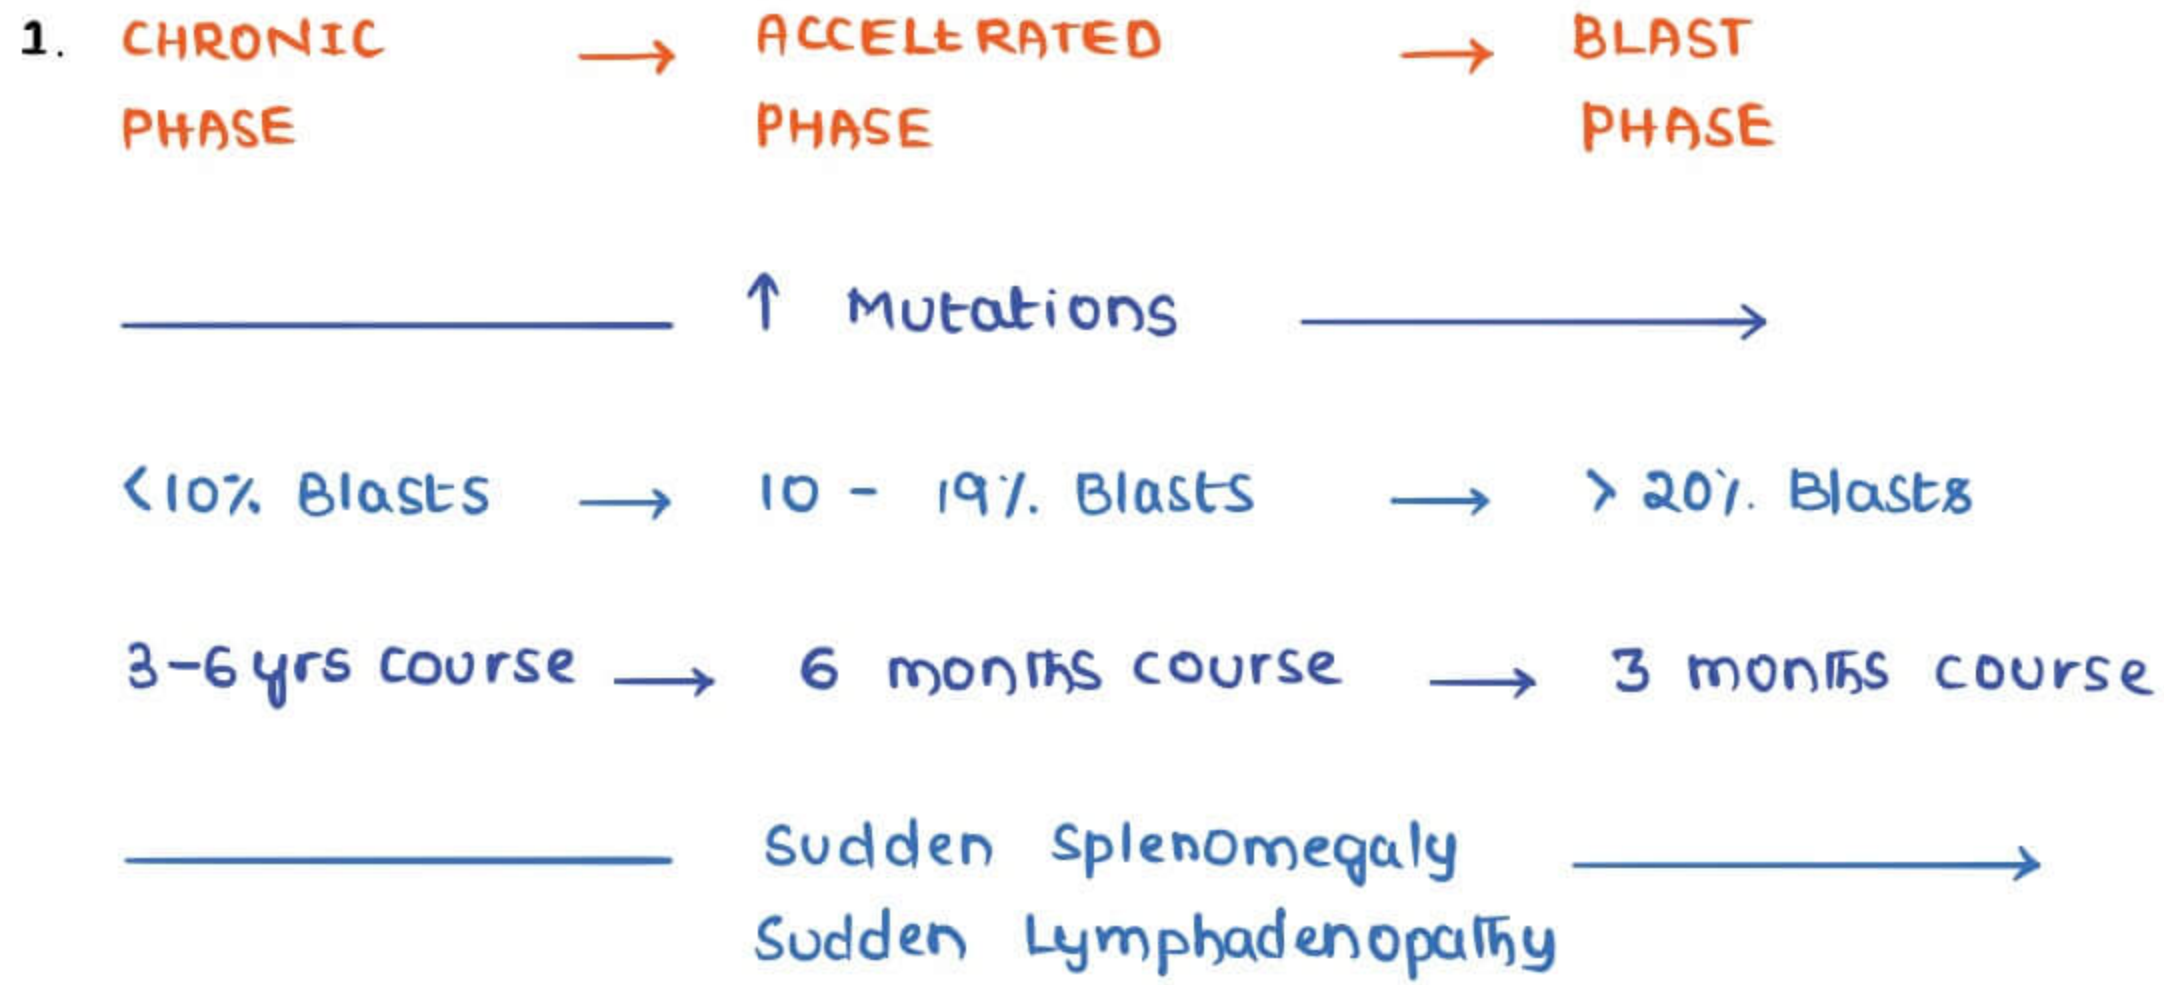 1. CHRONIC → ACCELERATED → BLAST
PHASE PHASE PHASE
↑ Mutations →
<10% Blasts → 10 - 19% Blasts → > 20% Blasts
3-6 yrs course → 6 months course → 3 months course
Sudden Splenomegaly →
Sudden Lymphadenopathy